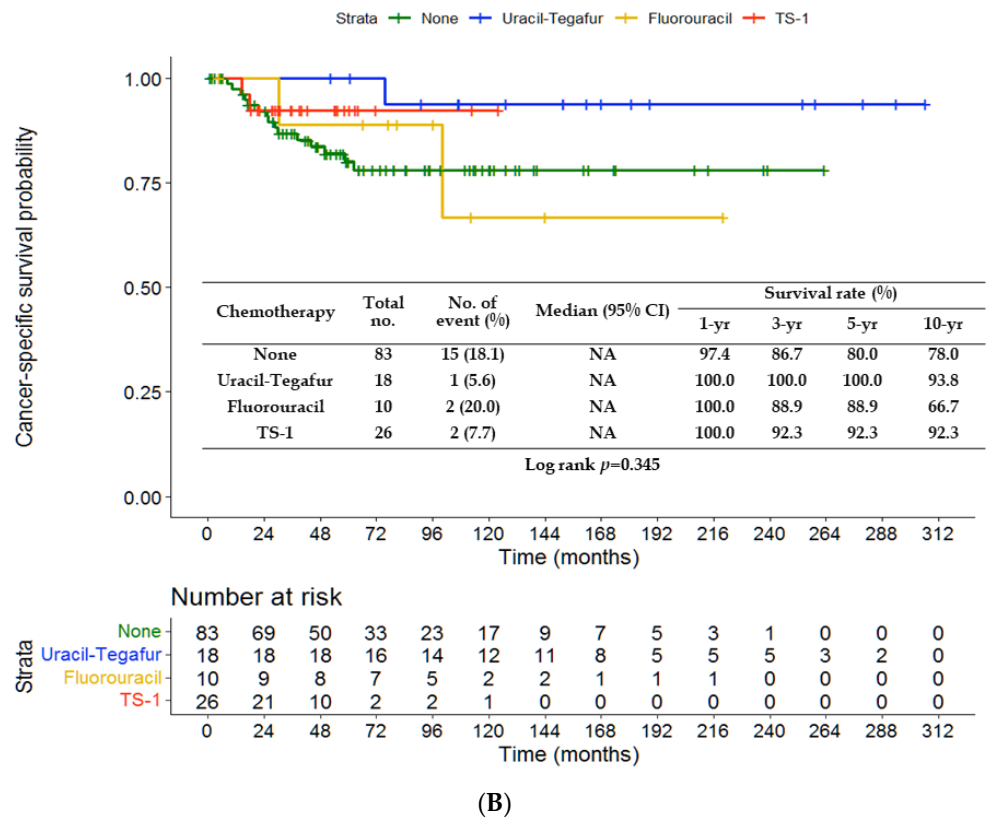 Strata None Uracil-Tegafur Fluorouracil TS-1
Cancer-specific survival probability
1.00
0.75
0.50
0.25
0.00
Chemotherapy Total no. No. of event (%) Median (95% CI) Survival rate (%)
1-yr 3-yr 5-yr 10-yr
None 83 15 (18.1) NA 97.4 86.7 80.0 78.0
Uracil-Tegafur 18 1 (5.6) NA 100.0 100.0 100.0 93.8
Fluorouracil 10 2 (20.0) NA 100.0 88.9 88.9 66.7
TS-1 26 2 (7.7) NA 100.0 92.3 92.3 92.3
Log rank p=0.345
0 24 48 72 96 120 144 168 192 216 240 264 288 312
Time (months)
Number at risk
Strata
None 83 69 50 33 23 17 9 7 5 3 1 0 0 0
Uracil-Tegafur 18 18 18 16 14 12 11 8 5 5 5 3 2 0
Fluorouracil 10 9 8 7 5 2 2 1 1 1 0 0 0 0
TS-1 26 21 10 2 2 1 0 0 0 0 0 0 0 0
0 24 48 72 96 120 144 168 192 216 240 264 288 312
Time (months)
(B)